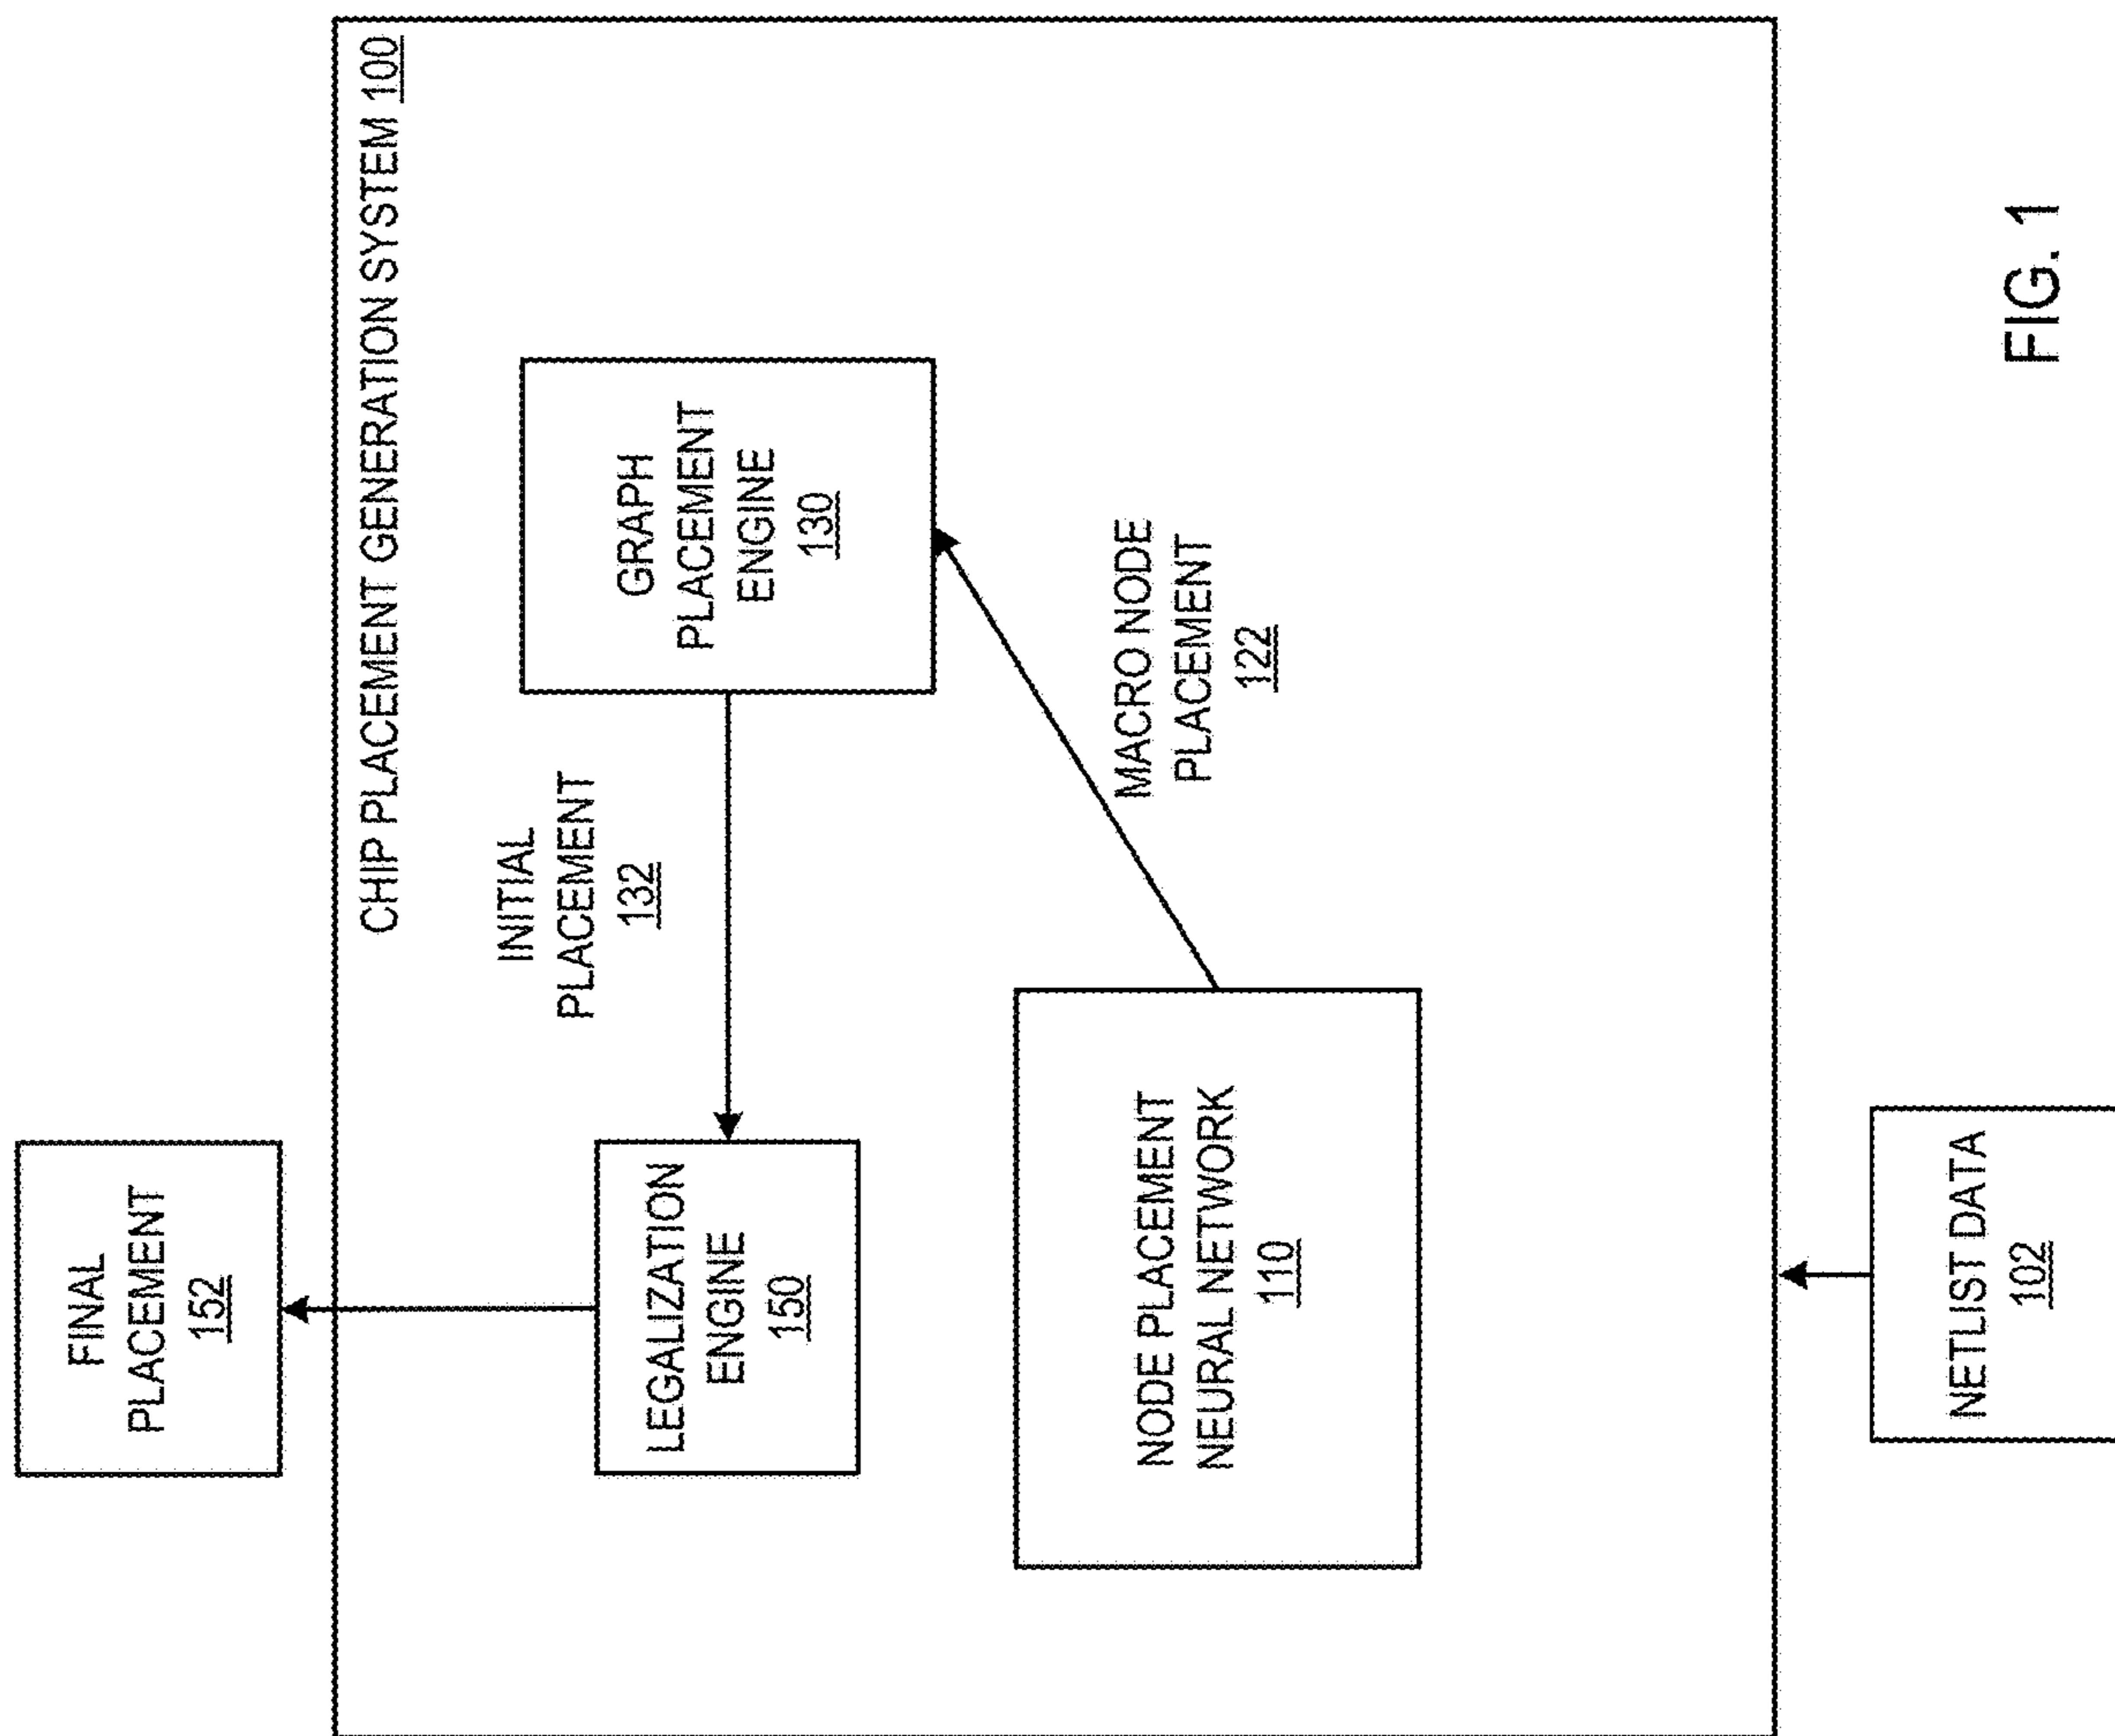 FINAL
PLACEMENT
152
CHIP PLACEMENT GENERATION SYSTEM 100
INITIAL
PLACEMENT
132
LEGALIZATION
ENGINE
150
GRAPH
PLACEMENT
ENGINE
130
NODE PLACEMENT
NEURAL NETWORK
110
MACRO NODE
PLACEMENT
122
NETLIST DATA
102
FIG. 1